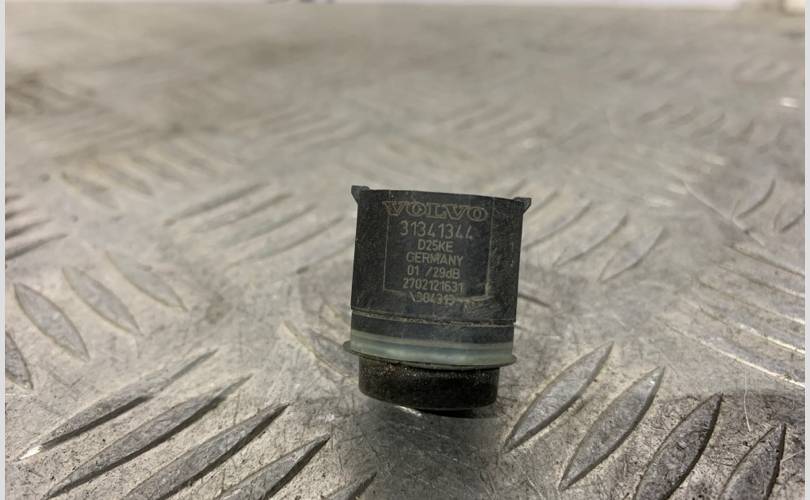 VOLVO
31341344
D25KE
GERMANY
01 /29dB
2702121631